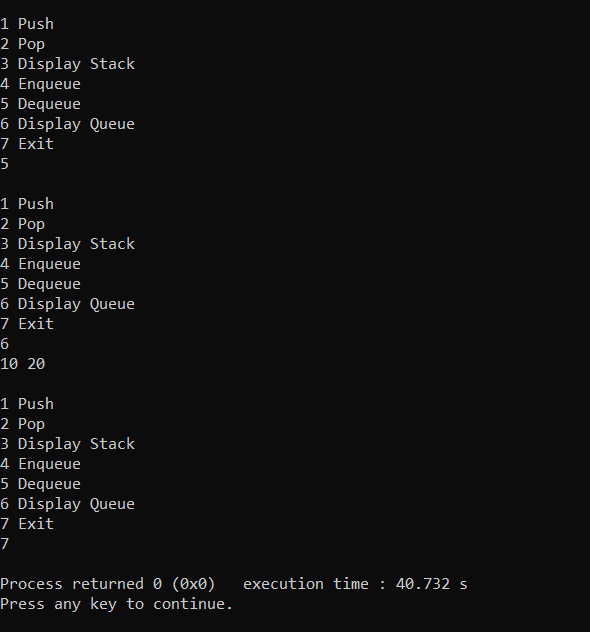 1 Push
2 Pop
3 Display Stack
4 Enqueue
5 Dequeue
6 Display Queue
7 Exit
5
1 Push
2 Pop
3 Display Stack
4 Enqueue
5 Dequeue
6 Display Queue
7 Exit
6
10 20
1 Push
2 Pop
3 Display Stack
4 Enqueue
5 Dequeue
6 Display Queue
7 Exit
7
Process returned 0 (0x0)   execution time : 40.732 s
Press any key to continue.